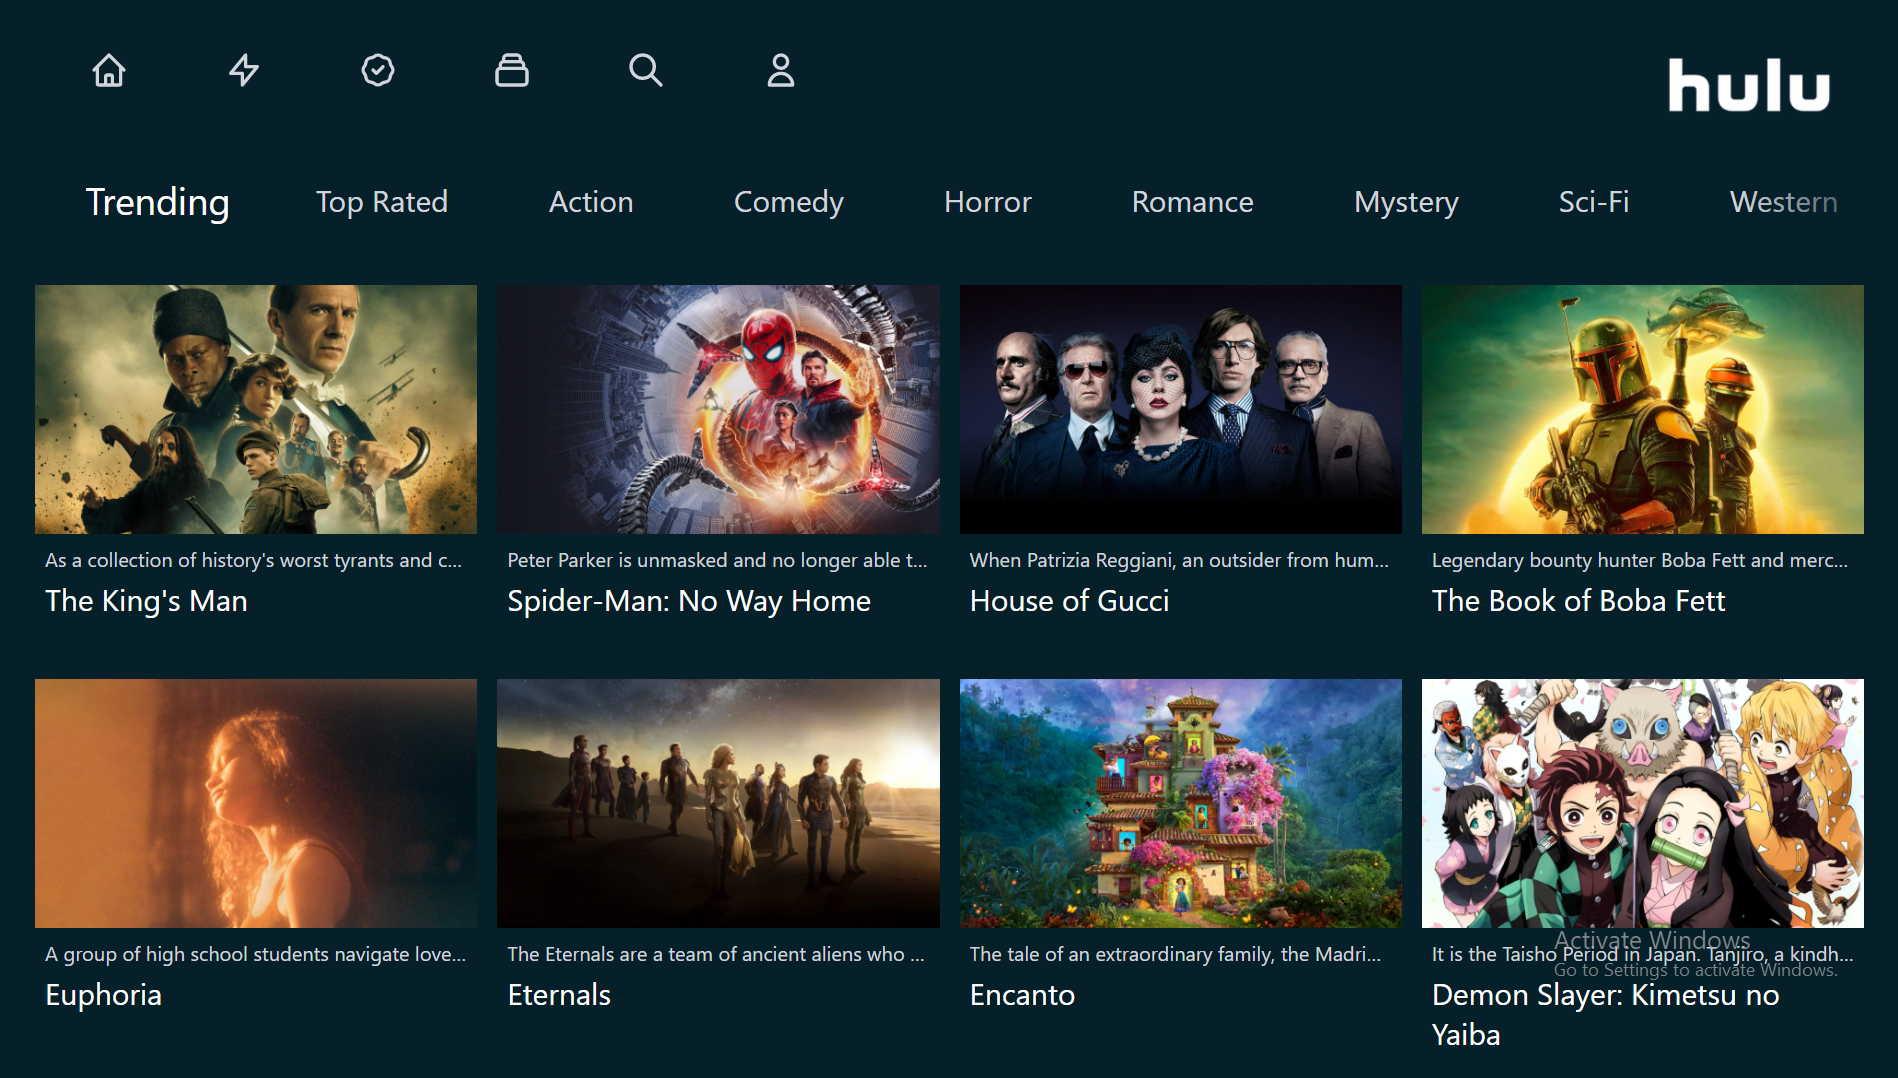 hulu
Trending Top Rated Action Comedy Horror Romance Mystery Sci-Fi Western
As a collection of history's worst tyrants and c...
The King's Man
Peter Parker is unmasked and no longer able t...
Spider-Man: No Way Home
When Patrizia Reggiani, an outsider from hum...
House of Gucci
Legendary bounty hunter Boba Fett and merc...
The Book of Boba Fett
A group of high school students navigate love...
Euphoria
The Eternals are a team of ancient aliens who ...
Eternals
The tale of an extraordinary family, the Madri...
Encanto
It is the Taisho Period in Japan. Tanjiro, a kindh...
Demon Slayer: Kimetsu no
Yaiba
Activate Windows
Go to Settings to activate Windows.